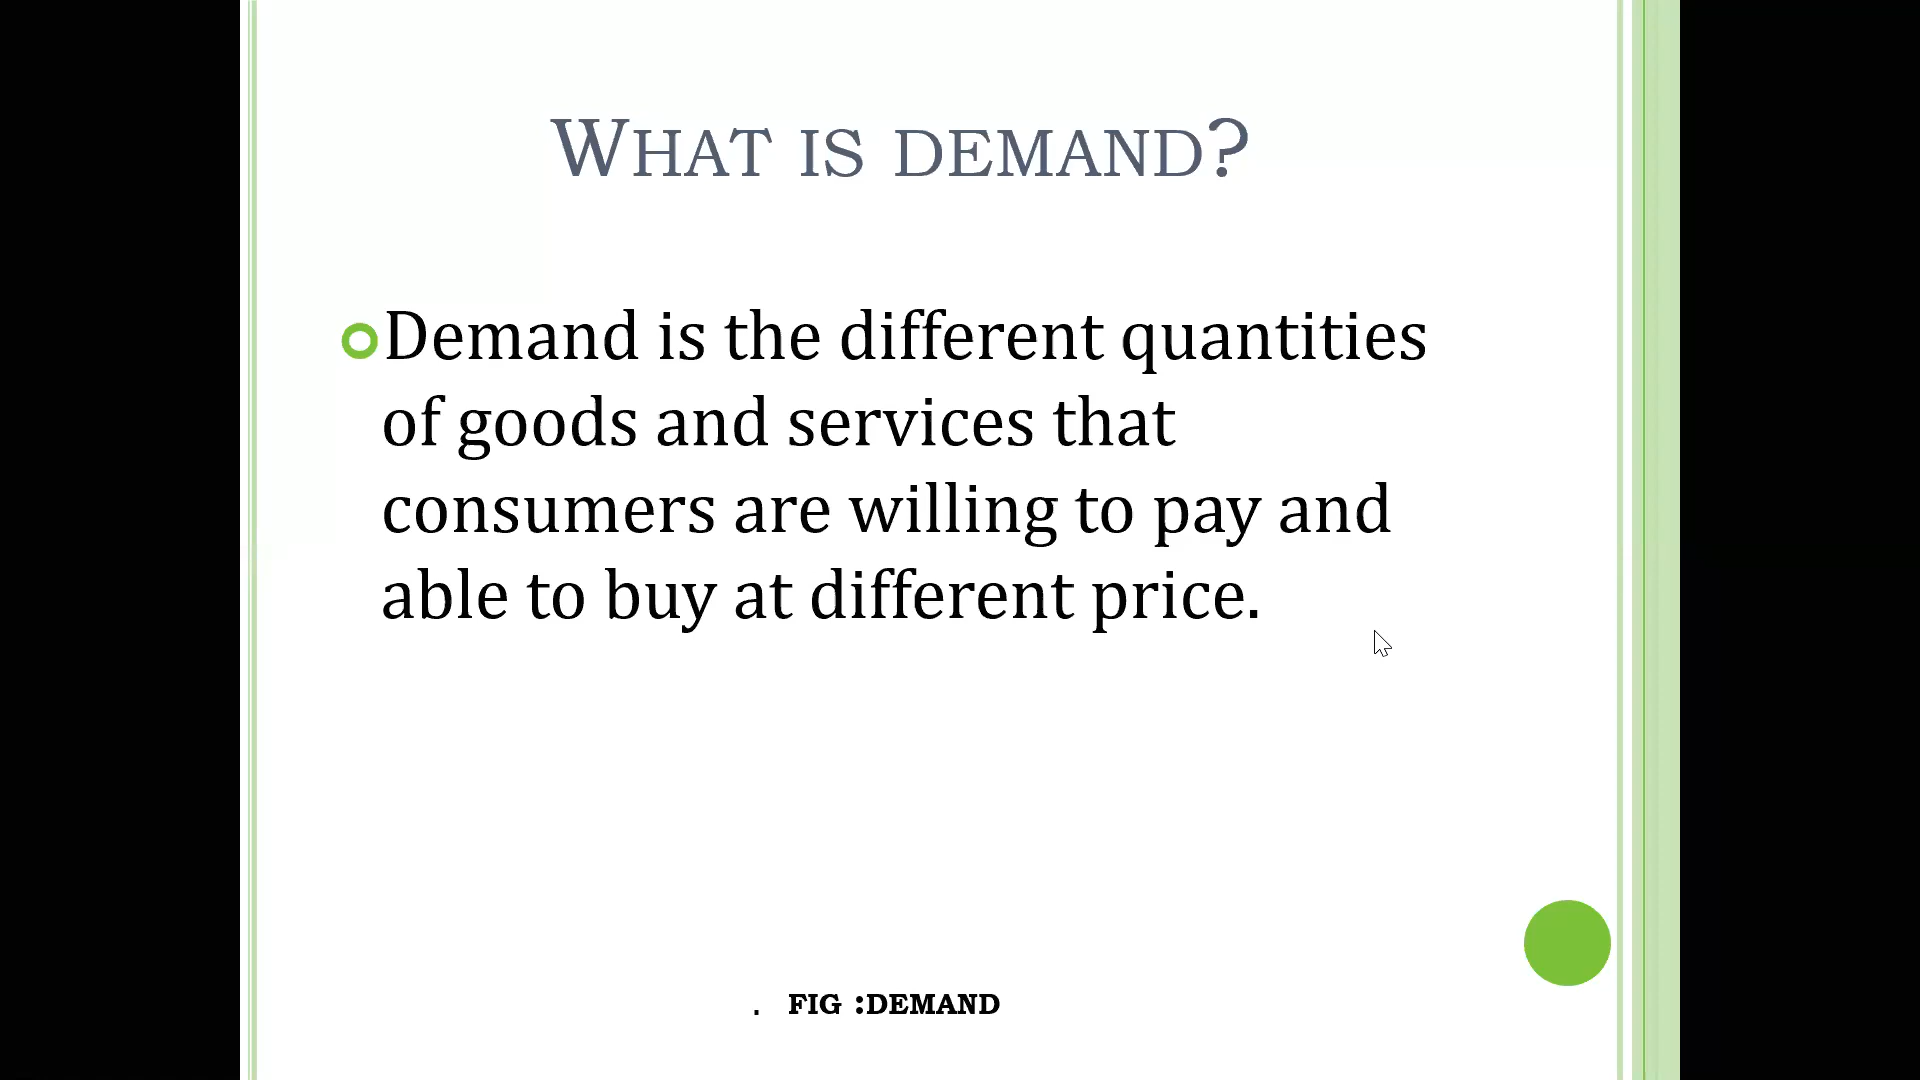 What is demand?
Demand is the different quantities
of goods and services that
consumers are willing to pay and
able to buy at different price.
. FIG :DEMAND